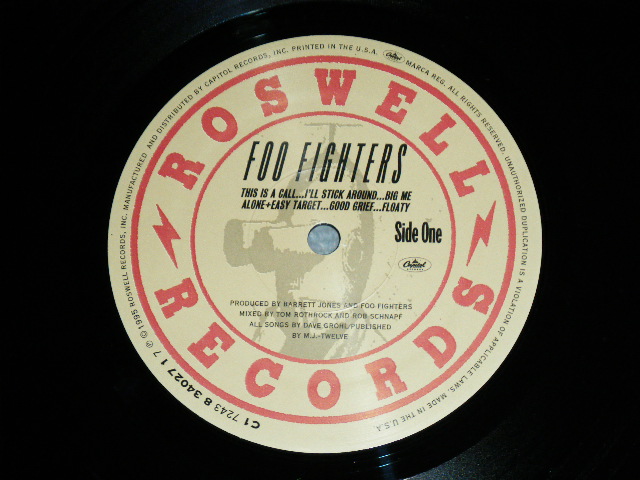 ROSWELL
RECORDS
FOO FIGHTERS
THIS IS A CALL...I'LL STICK AROUND...BIG ME
ALONE+EASY TARGET...GOOD GRIEF...FLOATY
Side One
Capitol
PRODUCED BY BARRETT JONES AND FOO FIGHTERS
MIXED BY TOM ROTHROCK AND ROB SCHNAPF
ALL SONGS BY DAVE GROHL/PUBLISHED
BY M.J.-TWELVE
C1 7243 8 34027 1 7 ℗ © 1995 ROSWELL RECORDS, INC. MANUFACTURED AND DISTRIBUTED BY CAPITOL RECORDS, INC. PRINTED IN THE U.S.A. Capitol MARCA REG. ALL RIGHTS RESERVED. UNAUTHORIZED DUPLICATION IS A VIOLATION OF APPLICABLE LAWS. MADE IN THE U.S.A.